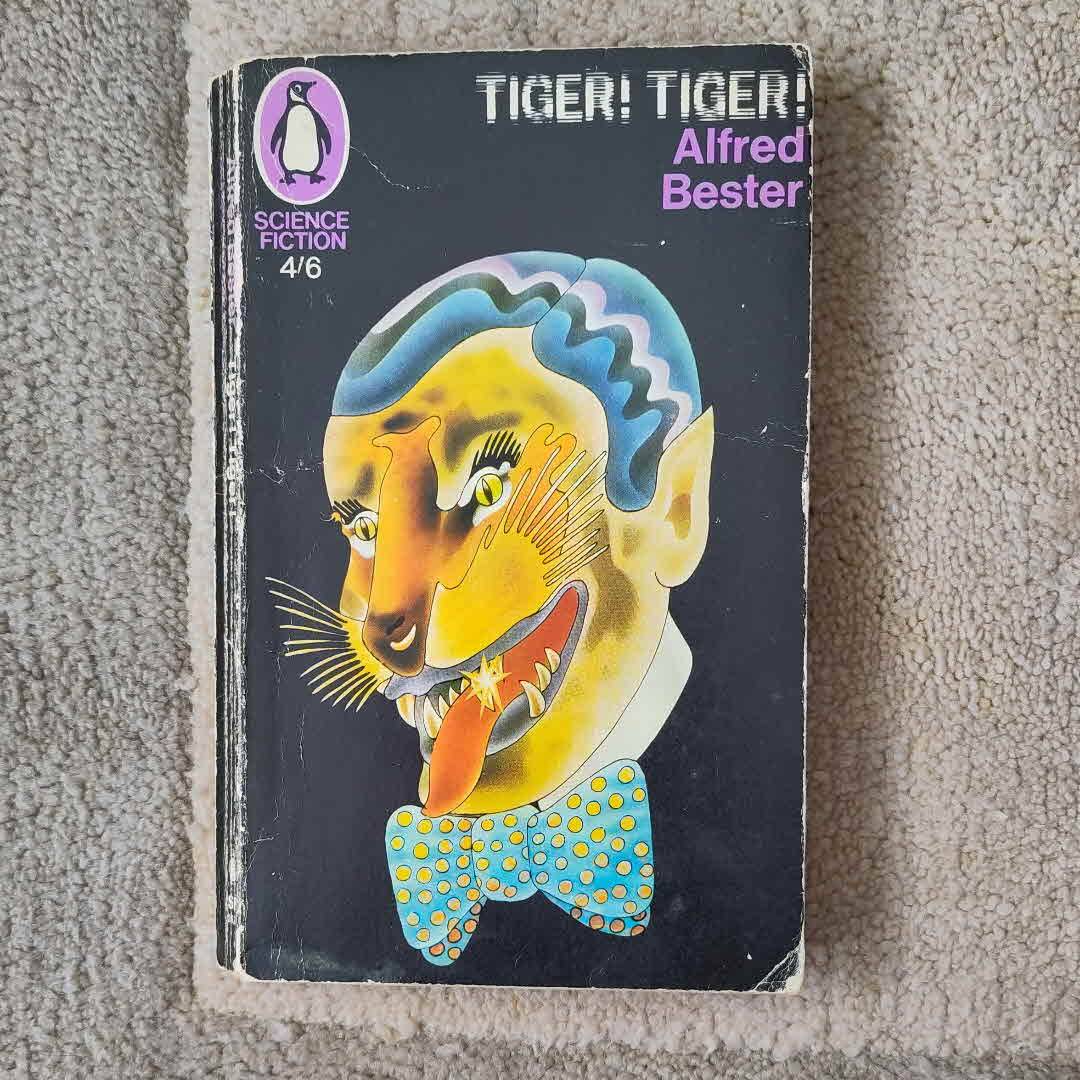 TIGER! TIGER!
Alfred
Bester
SCIENCE
FICTION
4/6